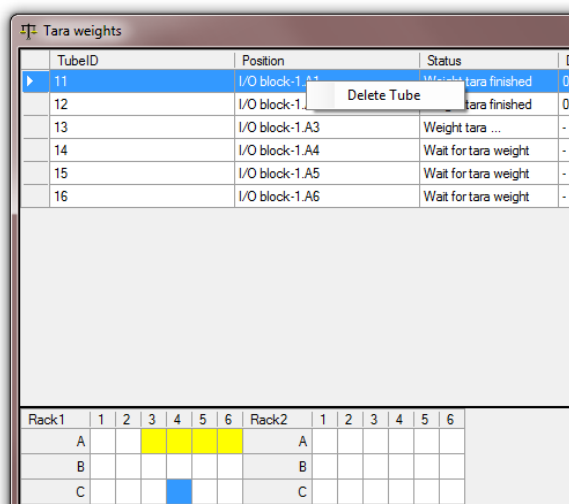 Tara weights
TubeID Position Status
11 I/O block-1.A1 Weight tara finished 0
Delete Tube
12 I/O block-1. tara finished 0
13 I/O block-1.A3 Weight tara ... -
14 I/O block-1.A4 Wait for tara weight -
15 I/O block-1.A5 Wait for tara weight -
16 I/O block-1.A6 Wait for tara weight -
Rack1 1 2 3 4 5 6 Rack2 1 2 3 4 5 6
A A
B B
C C